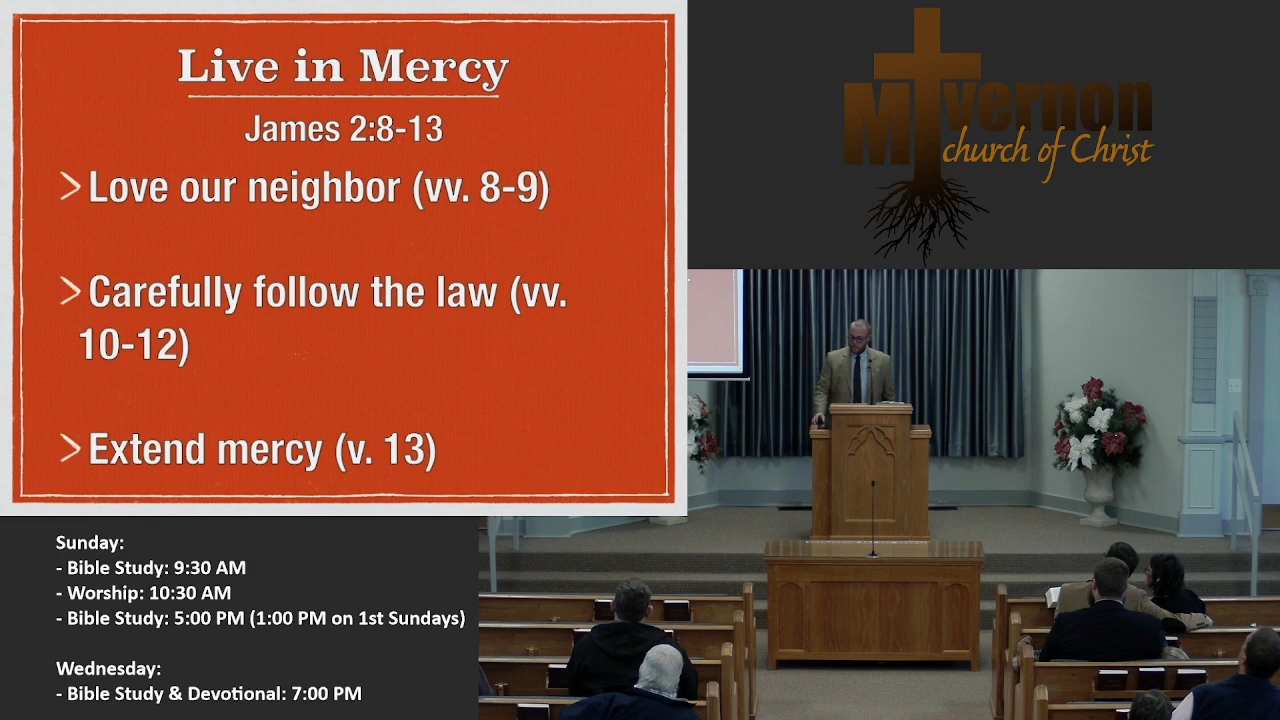 Live in Mercy
James 2:8-13
Love our neighbor (vv. 8-9)
Carefully follow the law (vv.
10-12)
Extend mercy (v. 13)
MT vernon
church of Christ
Sunday:
- Bible Study: 9:30 AM
- Worship: 10:30 AM
- Bible Study: 5:00 PM (1:00 PM on 1st Sundays)
Wednesday:
- Bible Study & Devotional: 7:00 PM